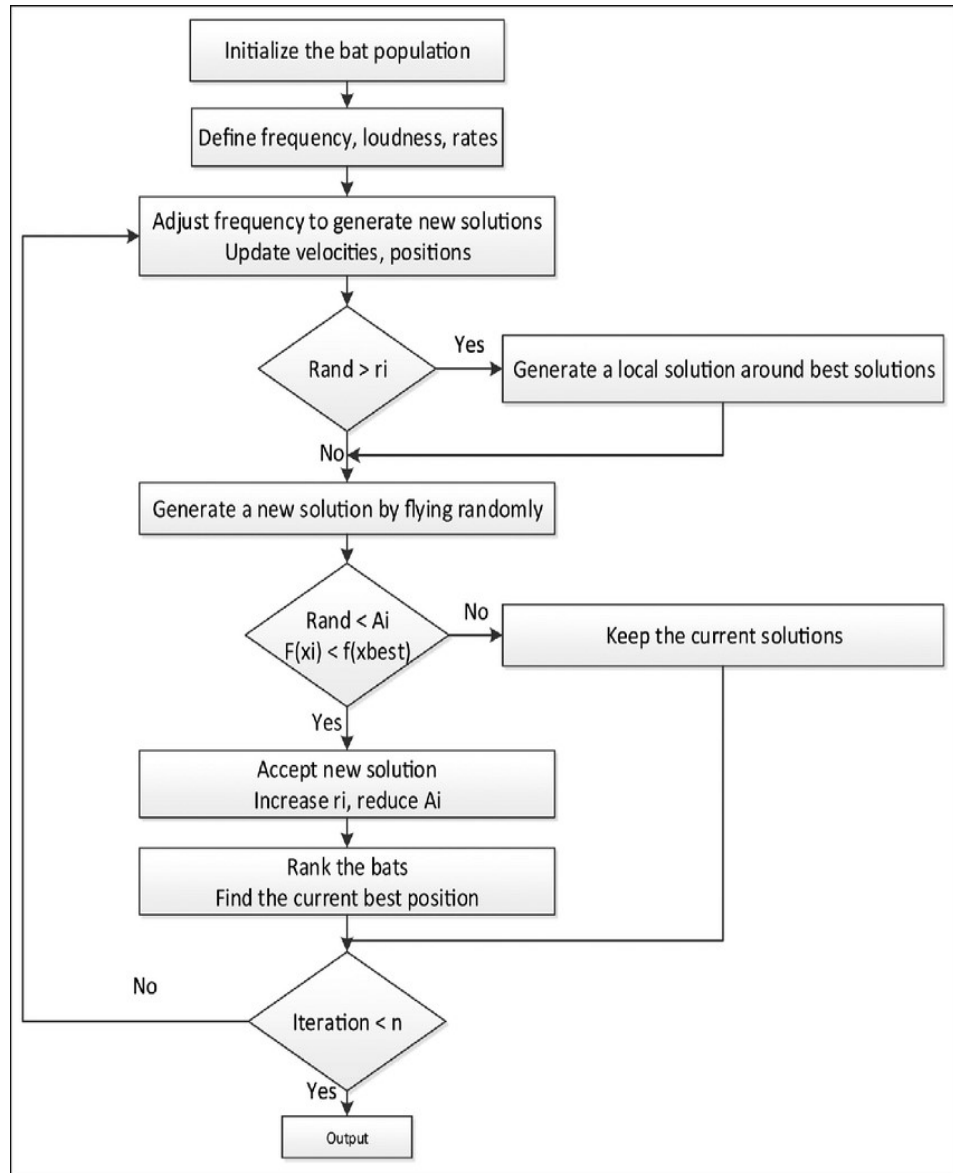 Initialize the bat population
Define frequency, loudness, rates
Adjust frequency to generate new solutions
Update velocities, positions
Rand > ri
Yes
Generate a local solution around best solutions
No
Generate a new solution by flying randomly
Rand < Ai
F(xi) < f(xbest)
No
Keep the current solutions
Yes
Accept new solution
Increase ri, reduce Ai
Rank the bats
Find the current best position
No
Iteration < n
Yes
Output